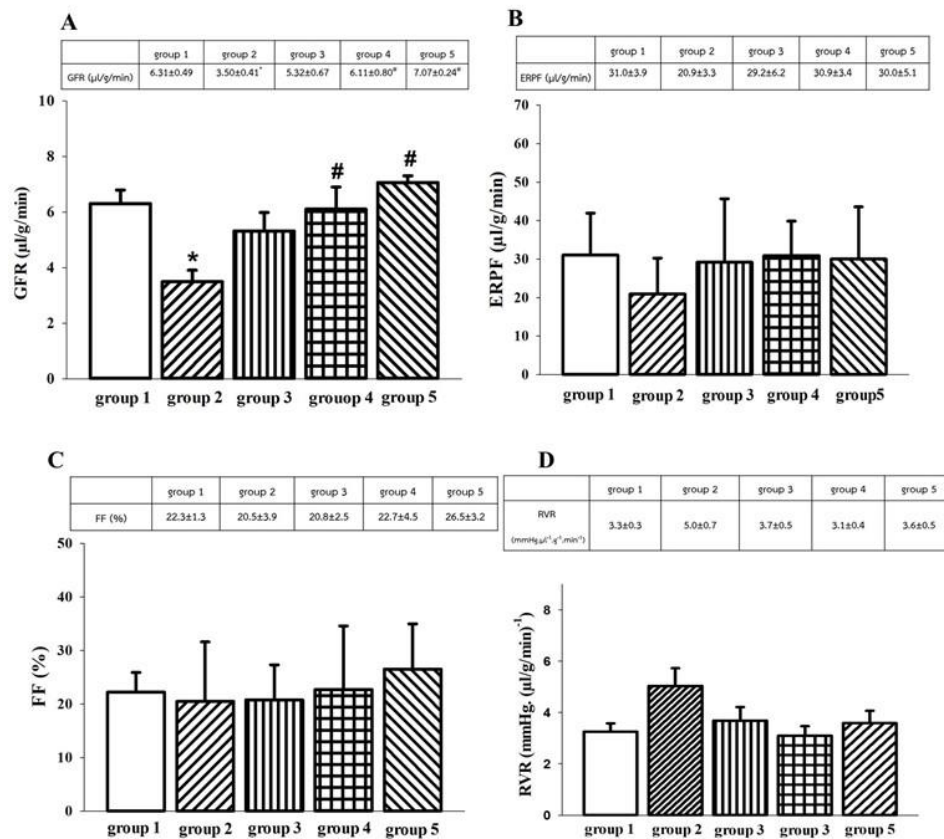 A
group 1 group 2 group 3 group 4 group 5
GFR (µl/g/min) 6.31±0.49 3.50±0.41* 5.32±0.67 6.11±0.80# 7.07±0.24#
10
8
6
4
2
0
GFR (µl/g/min)
*
#
#
group 1 group 2 group 3 grouop 4 group 5
B
group 1 group 2 group 3 group 4 group 5
ERPF (µl/g/min) 31.0±3.9 20.9±3.3 29.2±6.2 30.9±3.4 30.0±5.1
70
60
50
40
30
20
10
0
ERPF (µl/g/min)
group 1 group 2 group 3 group 4 group5
C
group 1 group 2 group 3 group 4 group 5
FF (%) 22.3±1.3 20.5±3.9 20.8±2.5 22.7±4.5 26.5±3.2
50
40
30
20
10
0
FF (%)
group 1 group 2 group 3 group 4 group 5
D
group 1 group 2 group 3 group 4 group 5
RVR 3.3±0.3 5.0±0.7 3.7±0.5 3.1±0.4 3.6±0.5
(mmHg.µl⁻¹.g⁻¹.min⁻¹)
8
6
4
2
0
RVR (mmHg. (µl/g/min)⁻¹
group 1 group 2 group 3 group 3 group 5